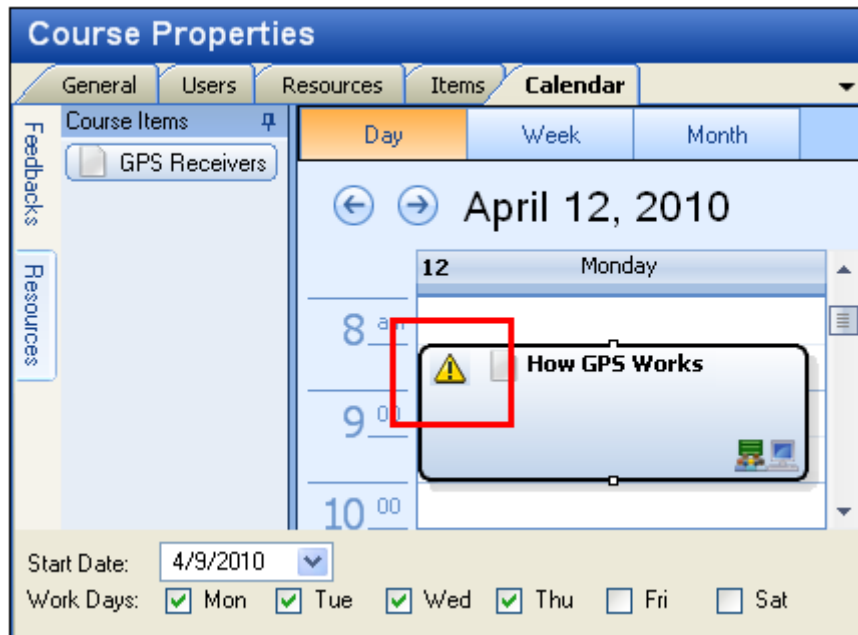 Course Properties
General Users Resources Items Calendar
Feedbacks
Resources
Course Items
GPS Receivers
Day Week Month
April 12, 2010
12 Monday
8 am
How GPS Works
9 00
10 00
Start Date: 4/9/2010
Work Days: Mon Tue Wed Thu Fri Sat